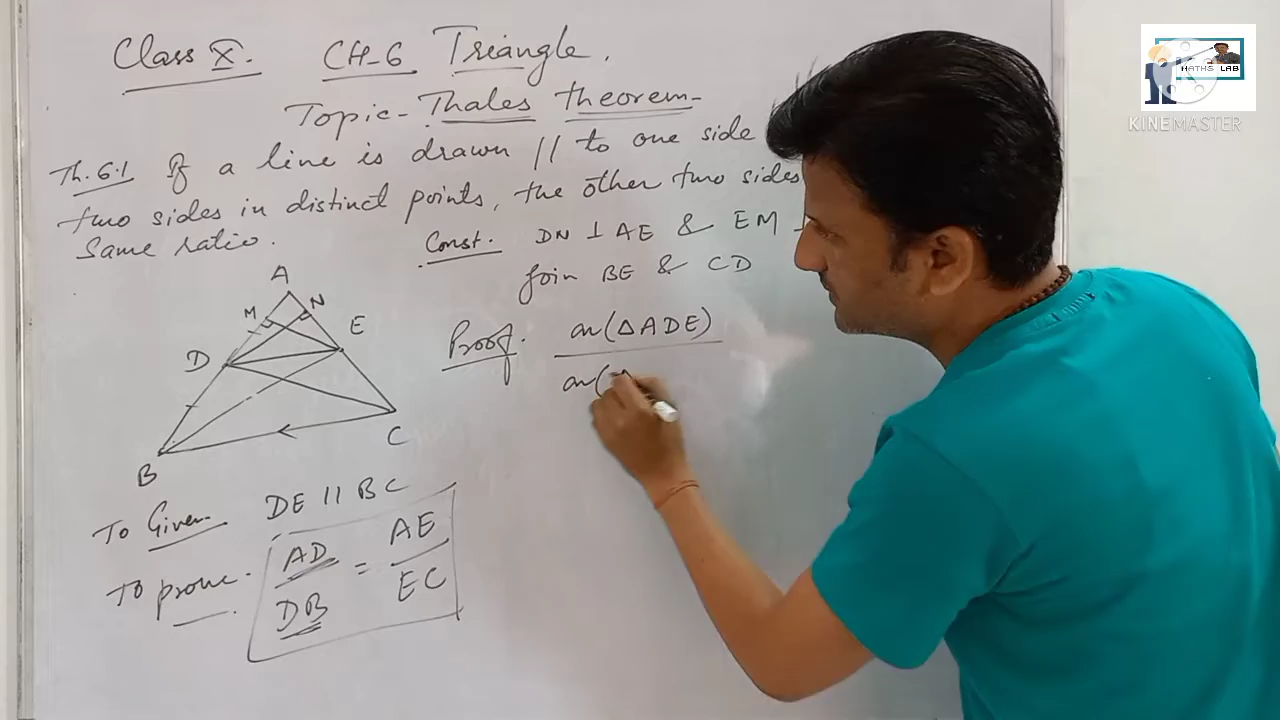 Class X. CH-6 Triangle.
Topic- Thales theorem-
Th. 6.1 If a line is drawn // to one side
two sides in distinct points, the other two sides
Same ratio.
Const. DN ⊥ AE & EM ⊥
Join BE & CD
Proof. ar(△ADE)
ar(
A
M N
D E
B C
To Given. DE // BC
To prove. AD/DB = AE/EC
MATHS LAB
KINEMASTER